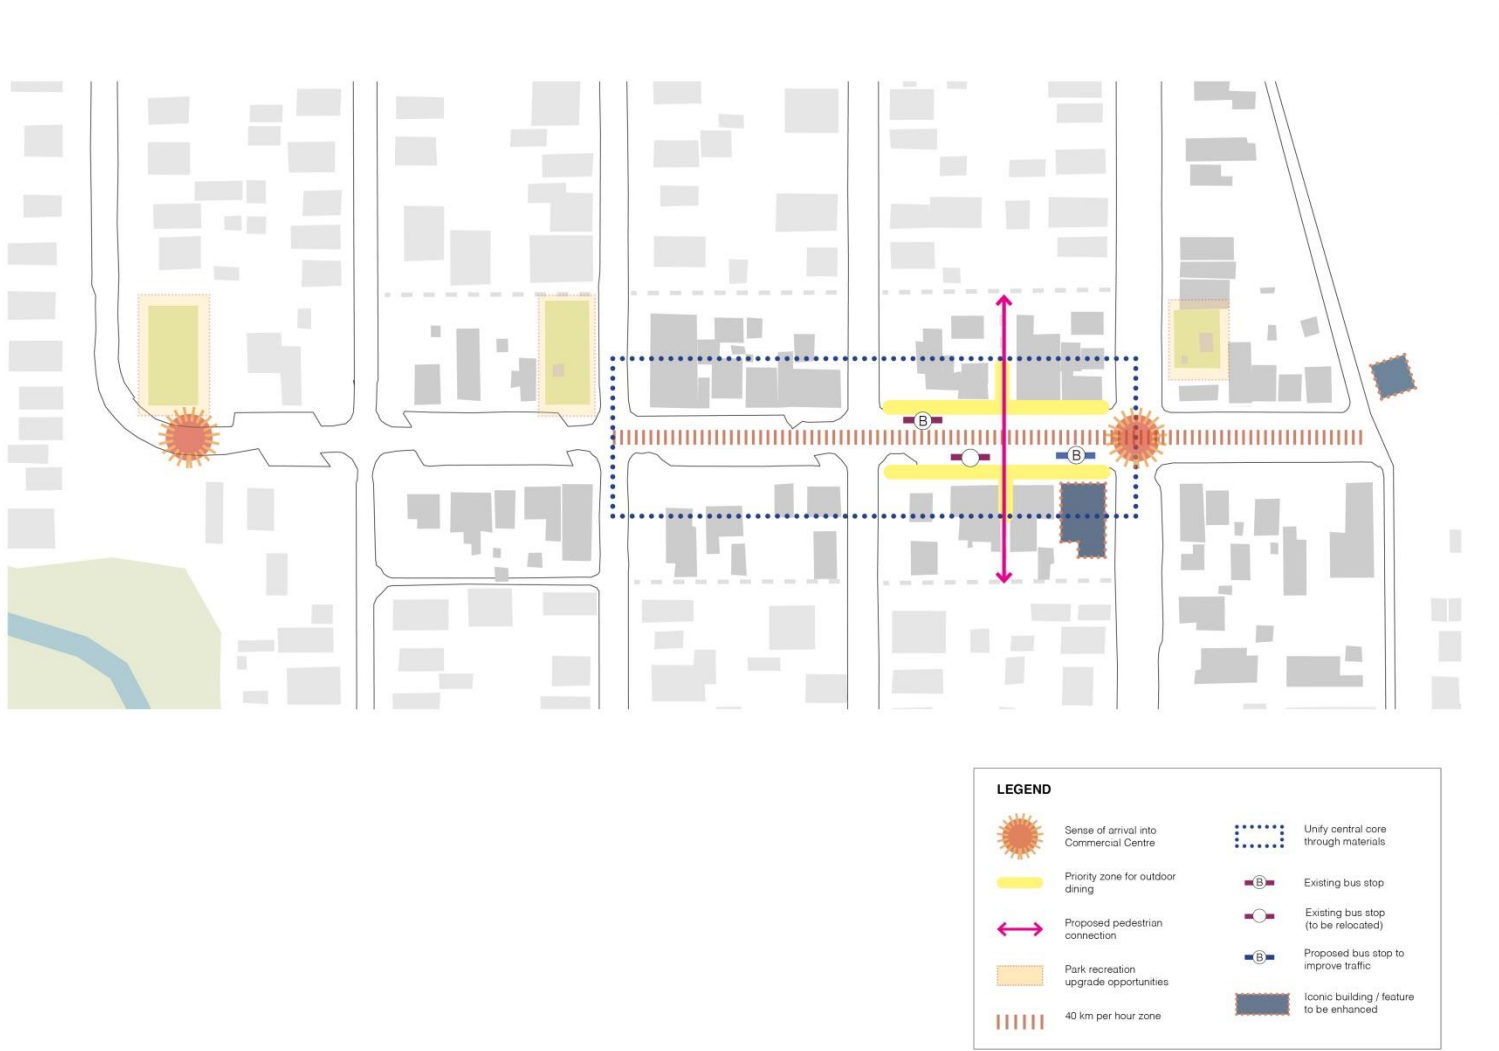 B
B
LEGEND
Sense of arrival into
Commercial Centre
Priority zone for outdoor
dining
Proposed pedestrian
connection
Park recreation
upgrade opportunities
40 km per hour zone
Unify central core
through materials
B
Existing bus stop
Existing bus stop
(to be relocated)
B
Proposed bus stop to
improve traffic
Iconic building / feature
to be enhanced